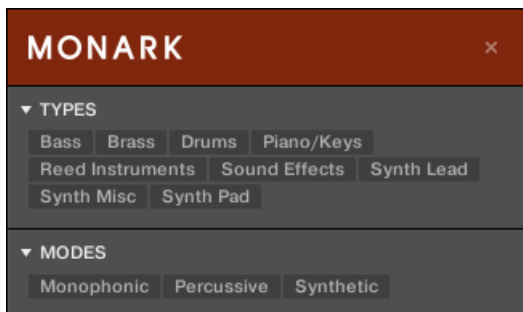 MONARK ×
▼ TYPES
Bass Brass Drums Piano/Keys
Reed Instruments Sound Effects Synth Lead
Synth Misc Synth Pad
▼ MODES
Monophonic Percussive Synthetic